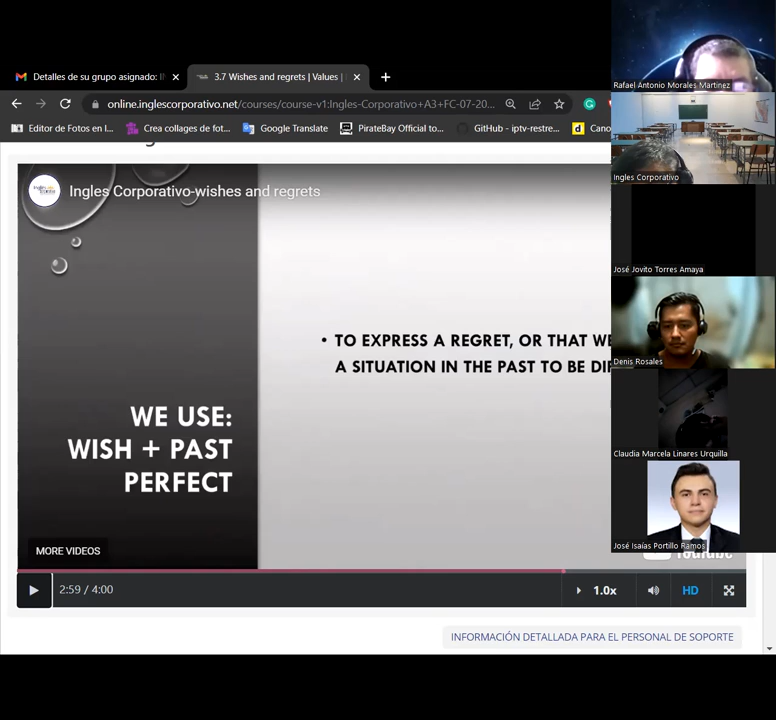 Rafael Antonio Morales Martinez
Detalles de su grupo asignado: I
3.7 Wishes and regrets | Values |
online.inglescorporativo.net/courses/course-v1:Ingles-Corporativo+A3+FC-07-20...
Editor de Fotos en l...
Crea collages de fot...
Google Translate
PirateBay Official to...
GitHub - iptv-restre...
Cano
Ingles Corporativo
Ingles Corporativo-wishes and regrets
José Jovito Torres Amaya
• TO EXPRESS A REGRET, OR THAT WE
A SITUATION IN THE PAST TO BE DI
Denis Rosales
WE USE:
WISH + PAST
PERFECT
Claudia Marcela Linares Urquilla
José Isaías Portillo Ramos
MORE VIDEOS
YouTube
2:59 / 4:00
1.0x
HD
INFORMACIÓN DETALLADA PARA EL PERSONAL DE SOPORTE